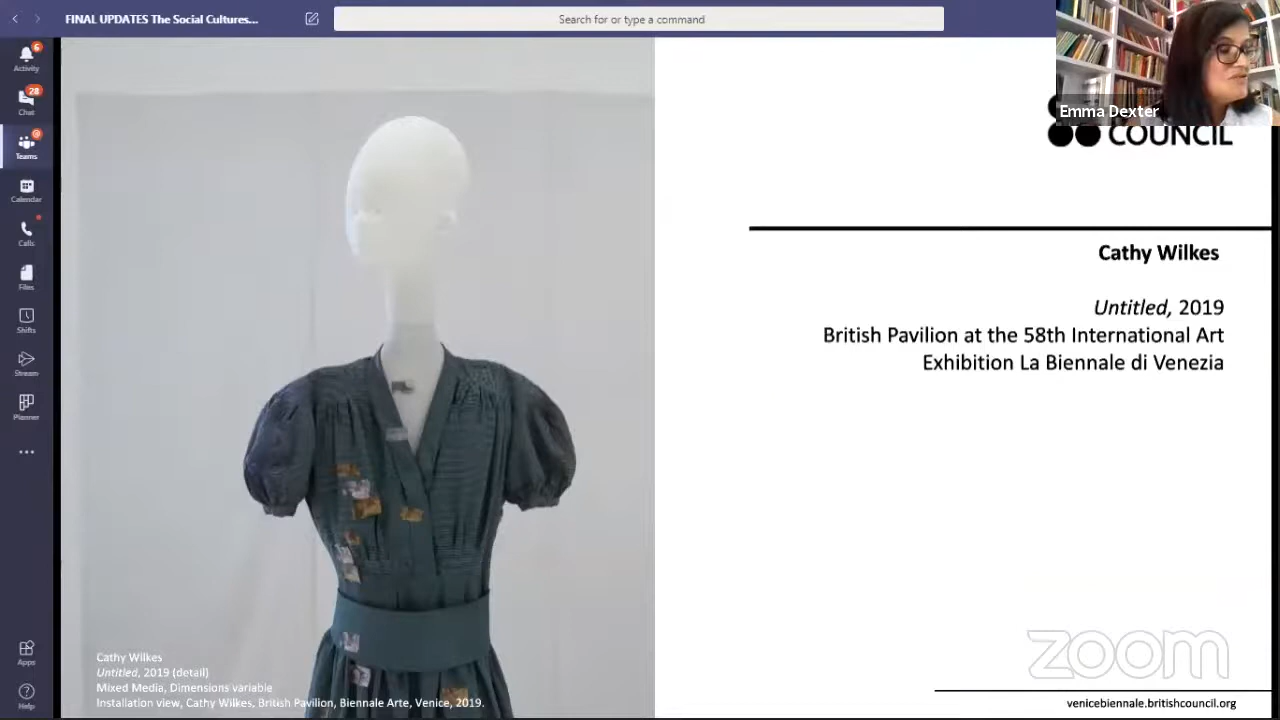 FINAL UPDATES The Social Cultures...
Search for or type a command
Emma Dexter
COUNCIL
6
Activity
28
Chat
Teams
Calendar
Calls
Files
Shifts
Stream
Planner
Apps
Help
Cathy Wilkes
Untitled, 2019
British Pavilion at the 58th International Art
Exhibition La Biennale di Venezia
Cathy Wilkes
Untitled, 2019 (detail)
Mixed Media, Dimensions variable
Installation view, Cathy Wilkes, British Pavilion, Biennale Arte, Venice, 2019.
zoom
venicebiennale.britishcouncil.org